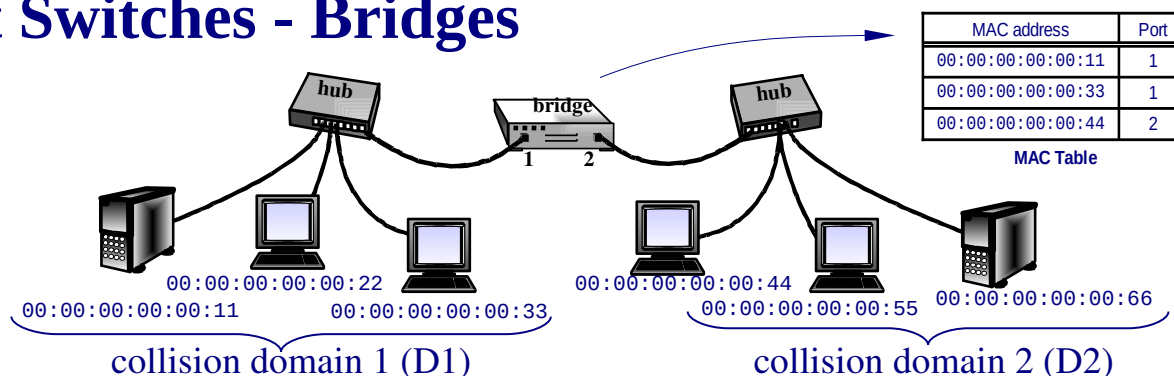 Switches - Bridges
MAC address Port
00:00:00:00:00:11 1
00:00:00:00:00:33 1
00:00:00:00:00:44 2
MAC Table
hub
bridge
hub
1 2
00:00:00:00:00:22
00:00:00:00:00:11
00:00:00:00:00:33
00:00:00:00:00:44
00:00:00:00:00:55
00:00:00:00:00:66
collision domain 1 (D1)
collision domain 2 (D2)